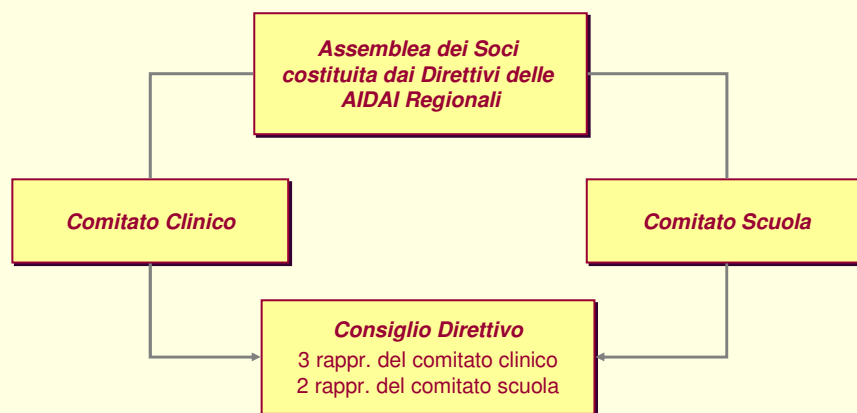 Assemblea dei Soci
costituita dai Direttivi delle
AIDAI Regionali
Comitato Clinico
Comitato Scuola
Consiglio Direttivo
3 rappr. del comitato clinico
2 rappr. del comitato scuola